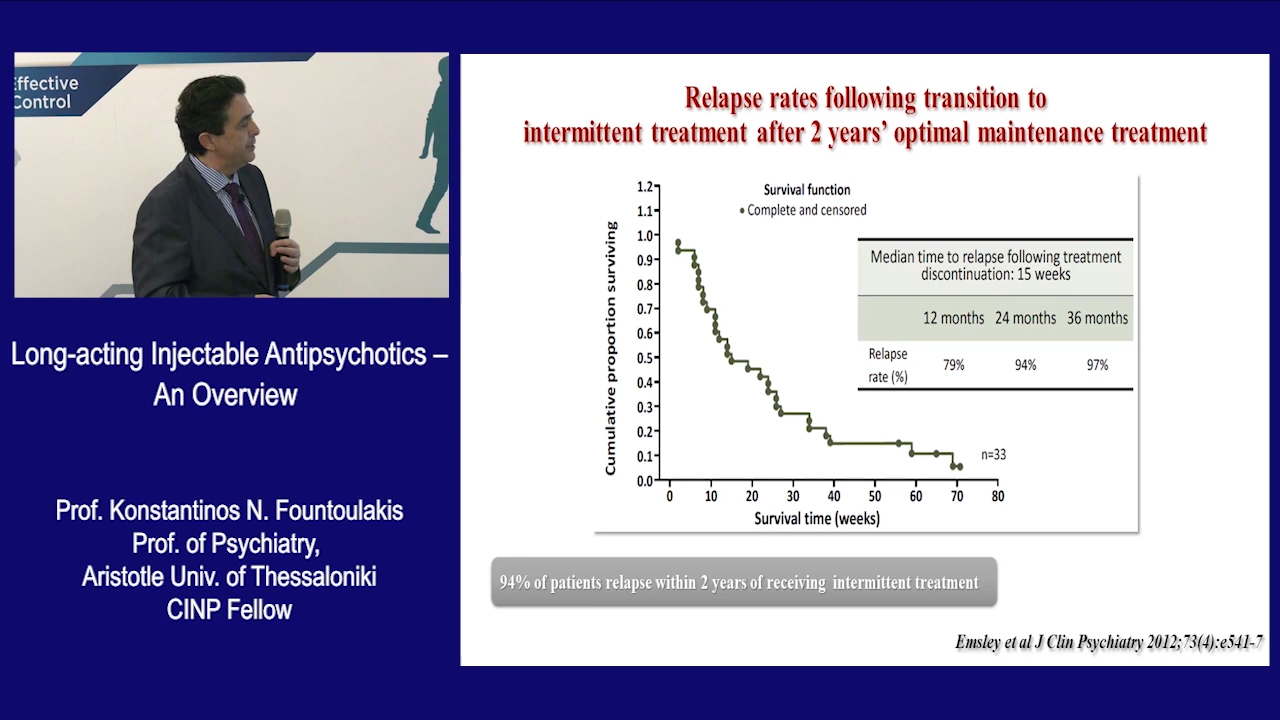 Effective
Control
Long-acting Injectable Antipsychotics –
An Overview
Prof. Konstantinos N. Fountoulakis
Prof. of Psychiatry,
Aristotle Univ. of Thessaloniki
CINP Fellow
Relapse rates following transition to
intermittent treatment after 2 years’ optimal maintenance treatment
Survival function
Complete and censored
Cumulative proportion surviving
1.2
1.1
1.0
0.9
0.8
0.7
0.6
0.5
0.4
0.3
0.2
0.1
0.0
0 10 20 30 40 50 60 70 80
Survival time (weeks)
n=33
Median time to relapse following treatment
discontinuation: 15 weeks
12 months 24 months 36 months
Relapse
rate (%) 79% 94% 97%
94% of patients relapse within 2 years of receiving intermittent treatment
Emsley et al J Clin Psychiatry 2012;73(4):e541-7